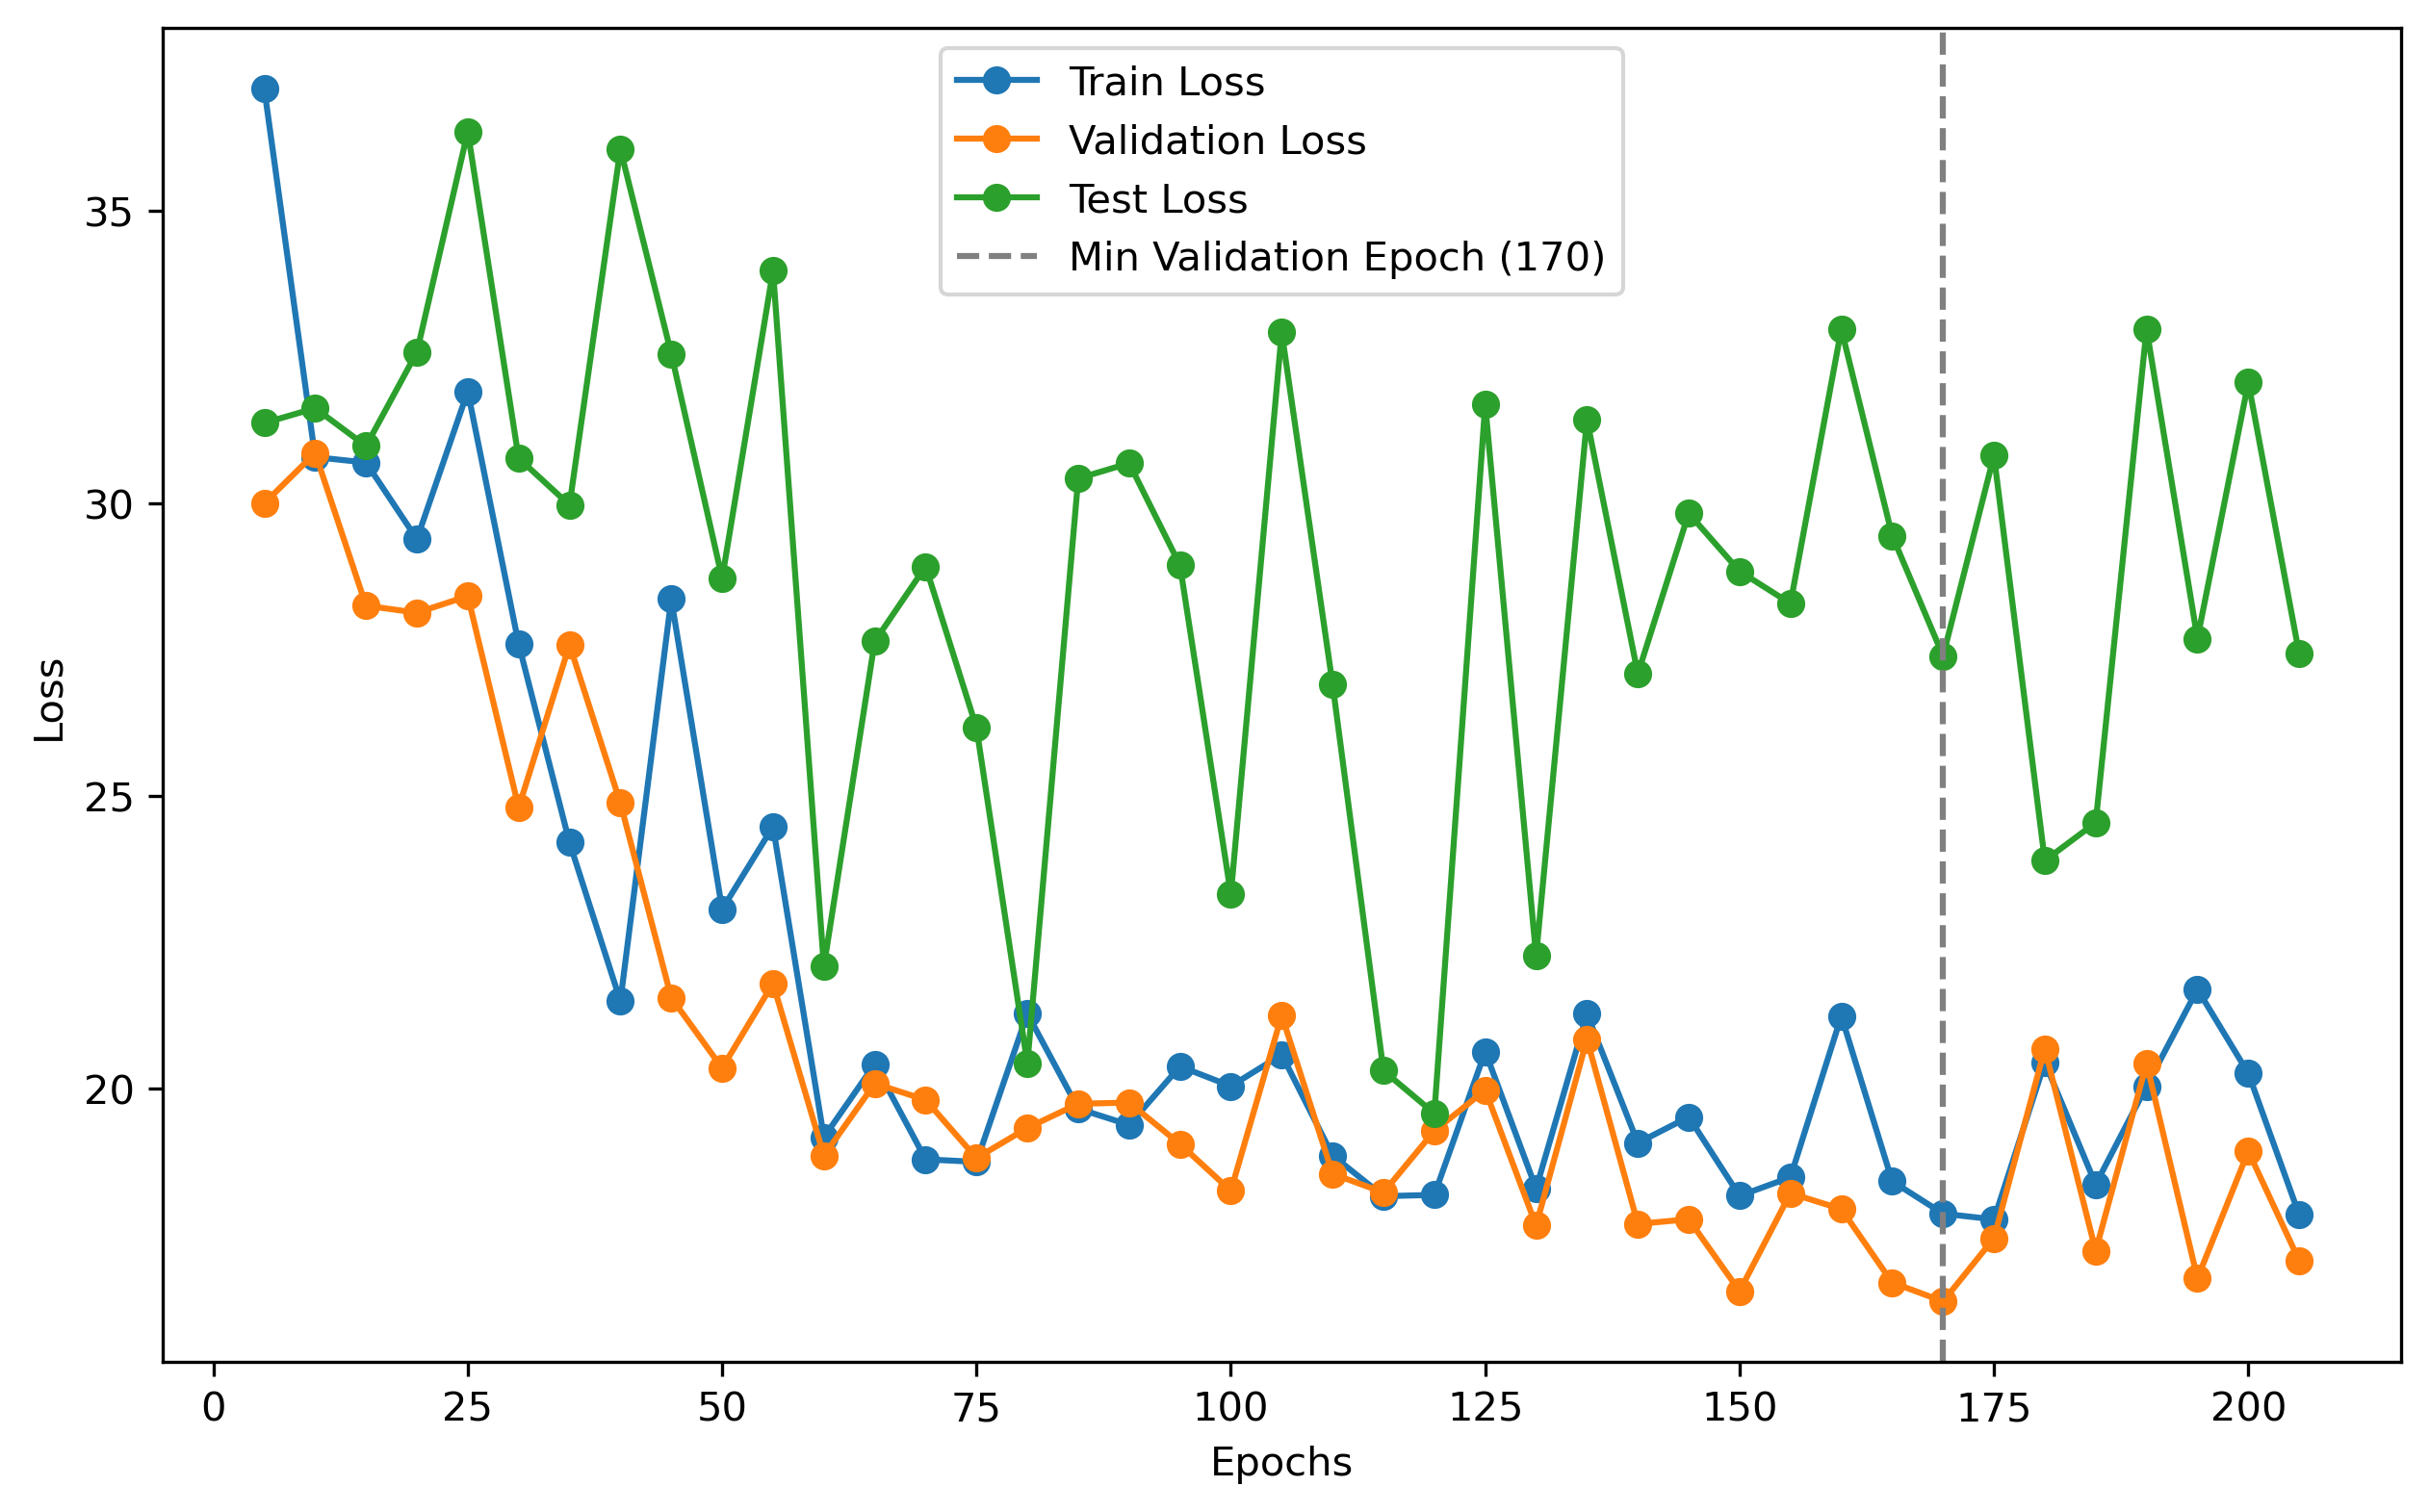 Train Loss
Validation Loss
Test Loss
Min Validation Epoch (170)
35
30
25
20
Loss
0 25 50 75 100 125 150 175 200
Epochs